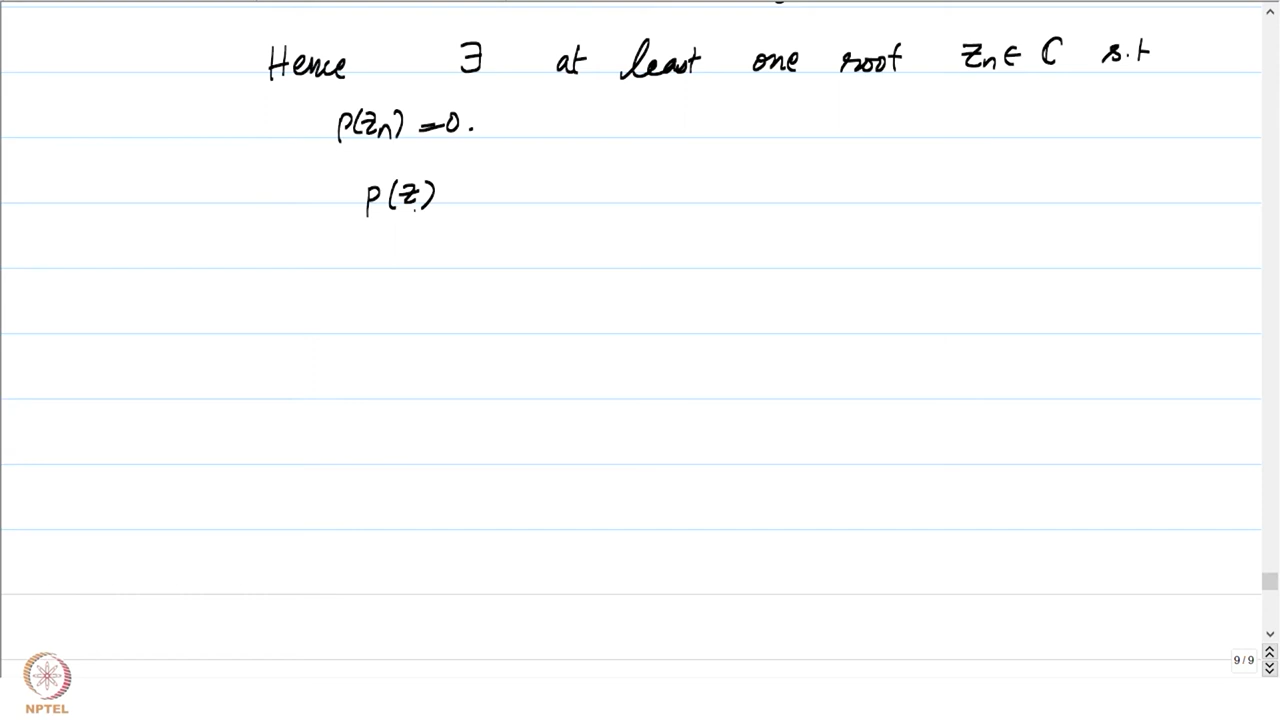 Hence ∃ at least one root Zn ∈ ℂ s.t
P(Zn) = 0.
P(Z)
9 / 9
NPTEL